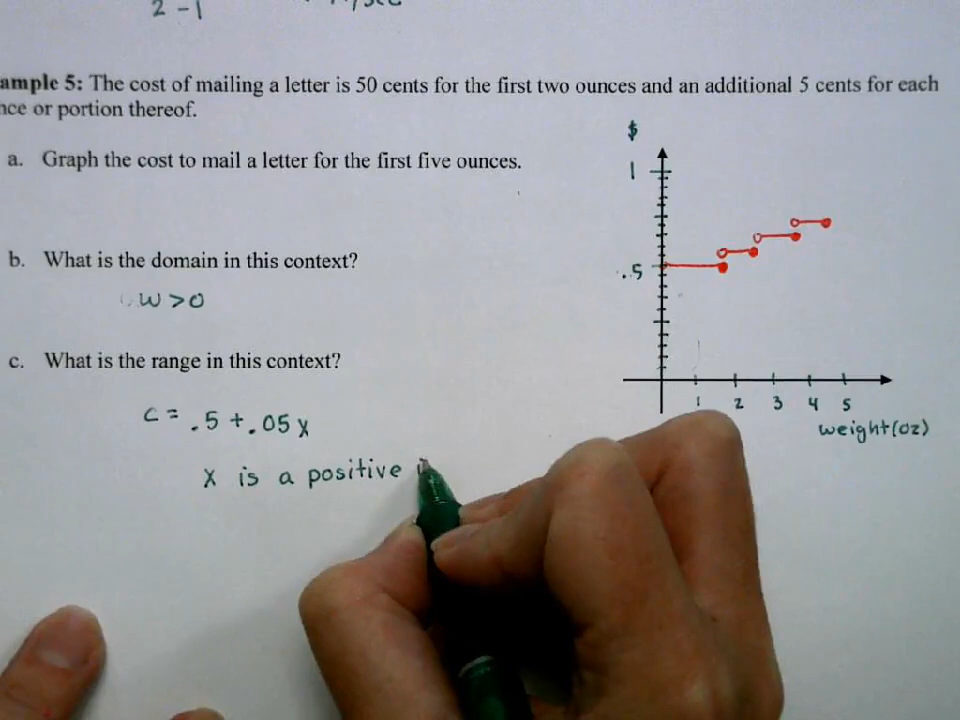 2 - 1
ample 5: The cost of mailing a letter is 50 cents for the first two ounces and an additional 5 cents for each
nce or portion thereof.
a. Graph the cost to mail a letter for the first five ounces.
b. What is the domain in this context?
w > 0
c. What is the range in this context?
c = .5 + .05 x
x is a positive
$
1
.5
1 2 3 4 5
weight(oz)